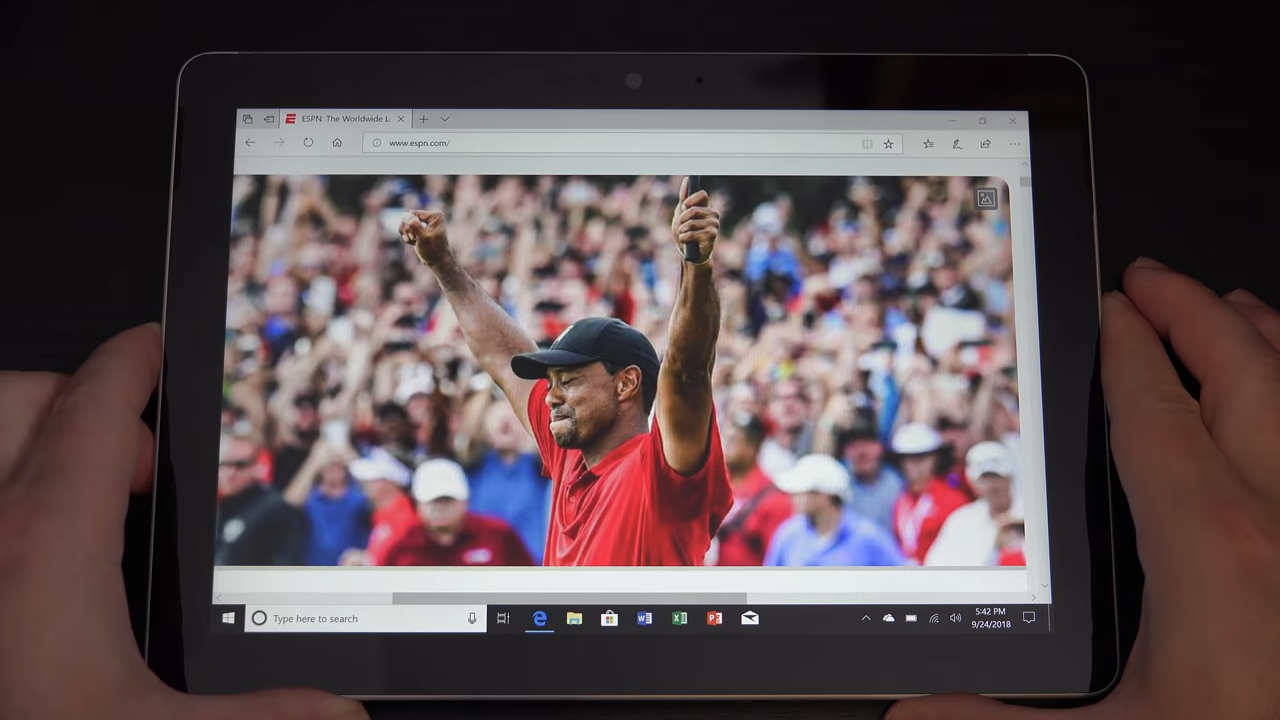 ESPN: The Worldwide L
www.espn.com/
Type here to search
5:42 PM
9/24/2018